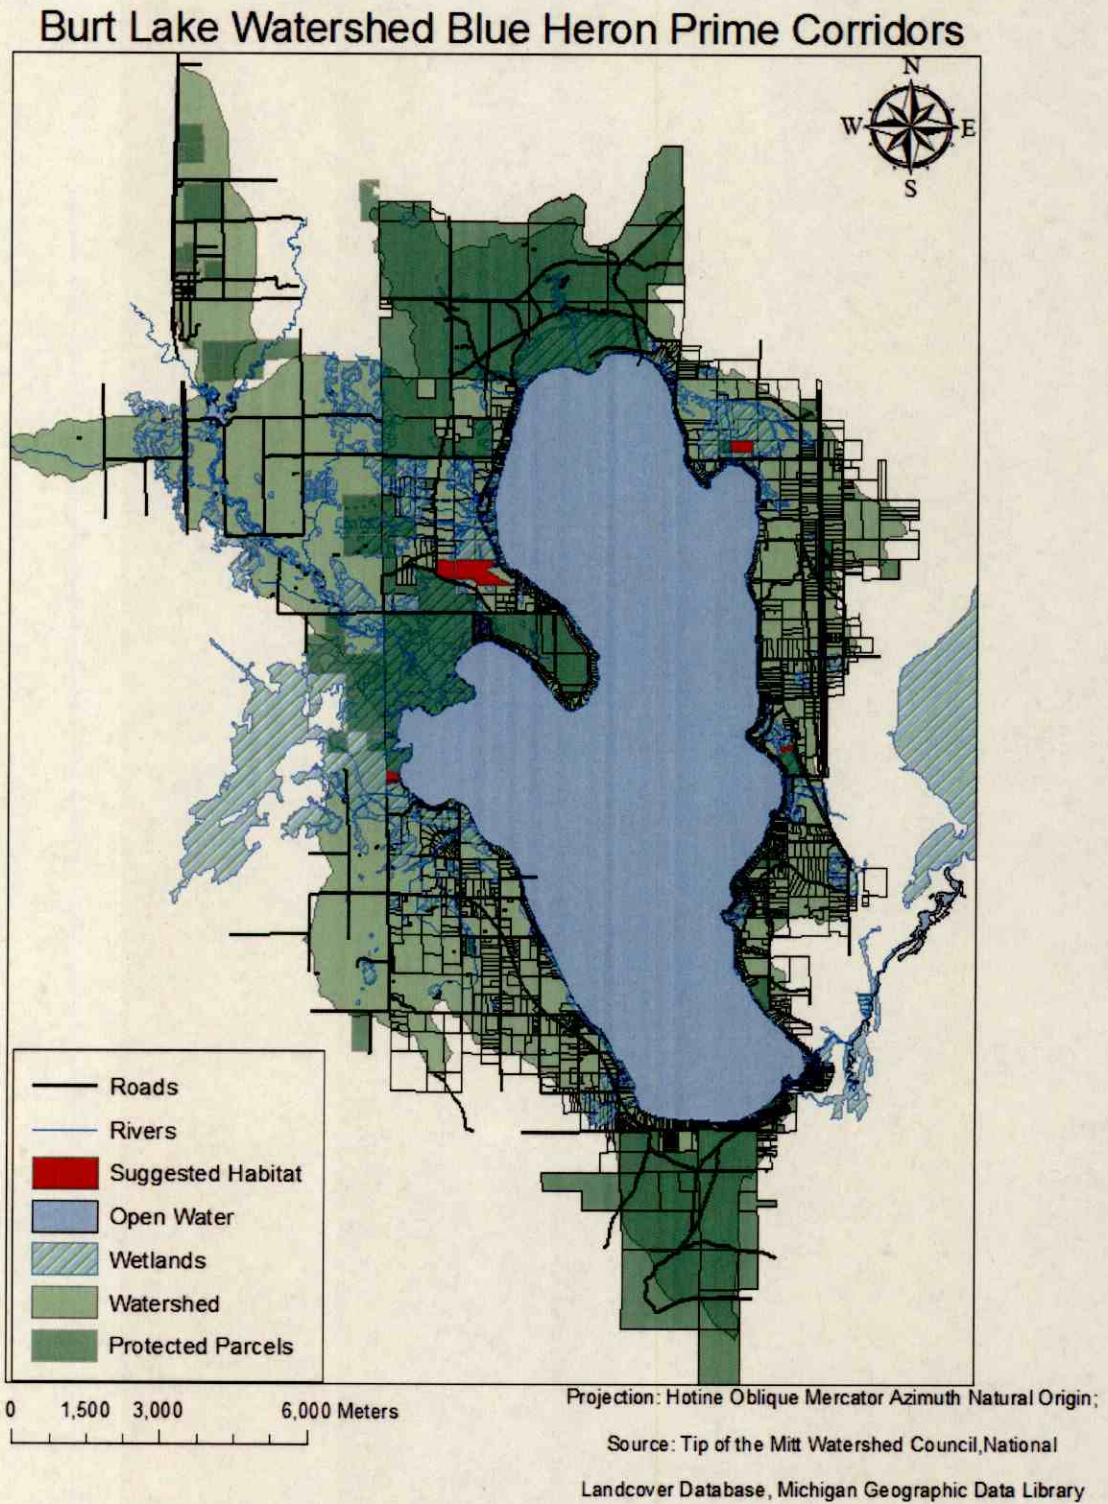 Burt Lake Watershed Blue Heron Prime Corridors
N
W E
S
Roads
Rivers
Suggested Habitat
Open Water
Wetlands
Watershed
Protected Parcels
0 1,500 3,000 6,000 Meters
Projection: Hotine Oblique Mercator Azimuth Natural Origin;
Source: Tip of the Mitt Watershed Council,National
Landcover Database, Michigan Geographic Data Library